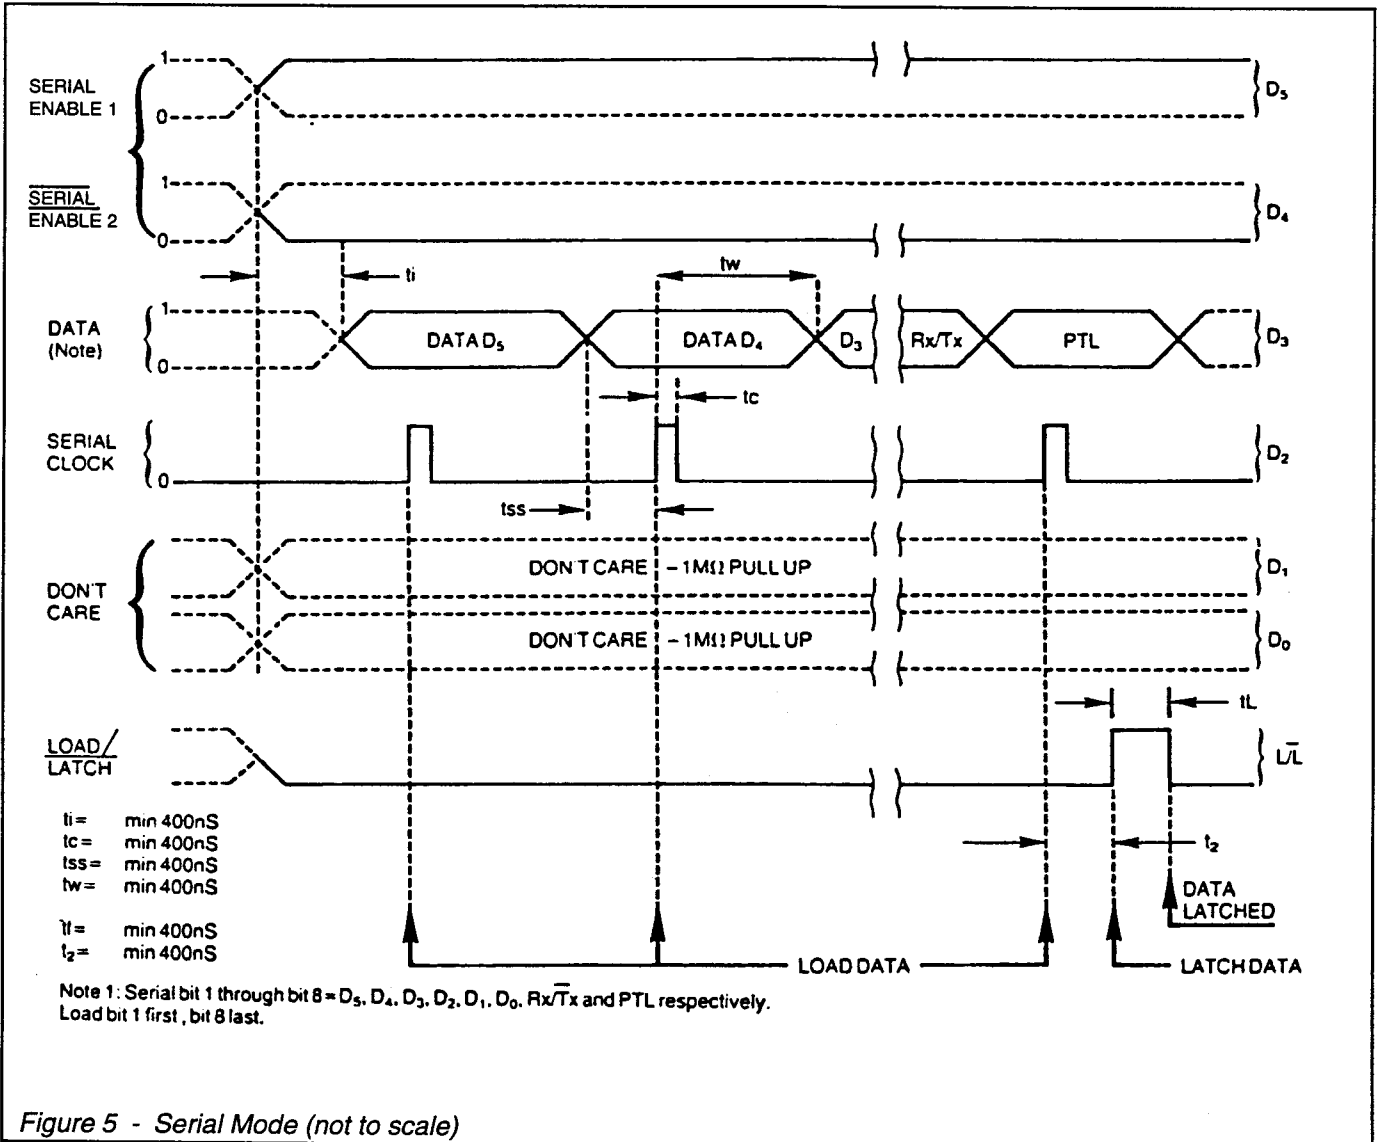 1
SERIAL
ENABLE 1
0
D5
1
SERIAL
ENABLE 2
0
D4
ti
tw
DATA
(Note)
1
0
DATA D5
DATA D4
D3
Rx/Tx
PTL
D3
tc
SERIAL
CLOCK
0
D2
tss
DON'T
CARE
DON'T CARE - 1MΩ PULL UP
D1
DON'T CARE - 1MΩ PULL UP
D0
tL
LOAD/
LATCH
L/L
ti= min 400nS
tc= min 400nS
tss= min 400nS
tw= min 400nS
min 400nS
t2= min 400nS
t2
DATA
LATCHED
LOAD DATA
LATCH DATA
Note 1: Serial bit 1 through bit 8 = D5, D4, D3, D2, D1, D0, Rx/Tx and PTL respectively.
Load bit 1 first, bit 8 last.
Figure 5 - Serial Mode (not to scale)